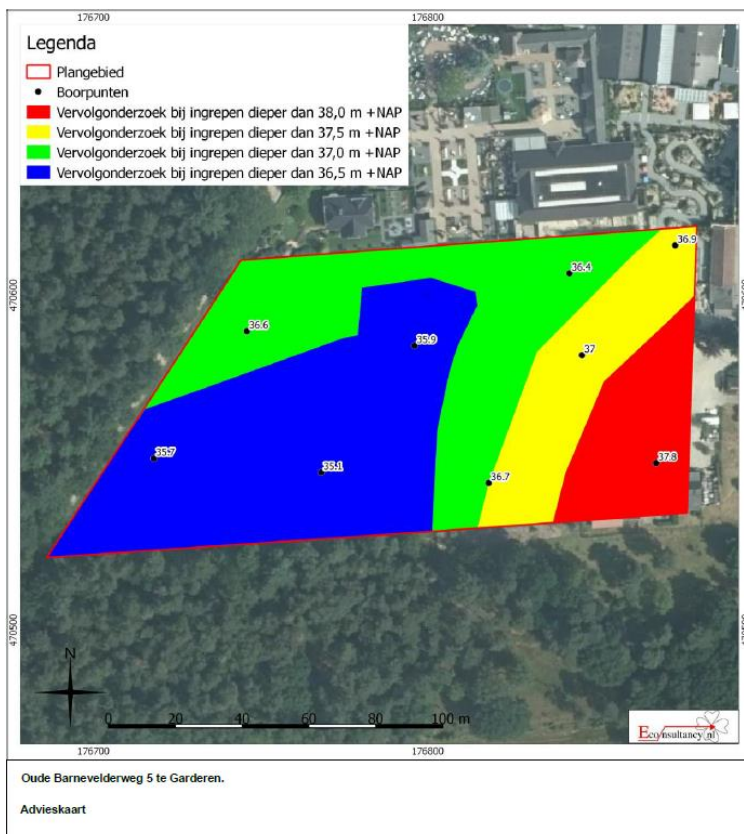 176700 176800
Legenda
Plangebied
Boorpunten
Vervolgonderzoek bij ingrepen dieper dan 38,0 m +NAP
Vervolgonderzoek bij ingrepen dieper dan 37,5 m +NAP
Vervolgonderzoek bij ingrepen dieper dan 37,0 m +NAP
Vervolgonderzoek bij ingrepen dieper dan 36,5 m +NAP
36.9
36.4
470600 470600
36.6
35.9
37
35.7
35.1
36.7
37.8
470500 470500
N
0 20 40 60 80 100 m
Econsultancy.nl
176700 176800
Oude Barnevelderweg 5 te Garderen.
Advieskaart